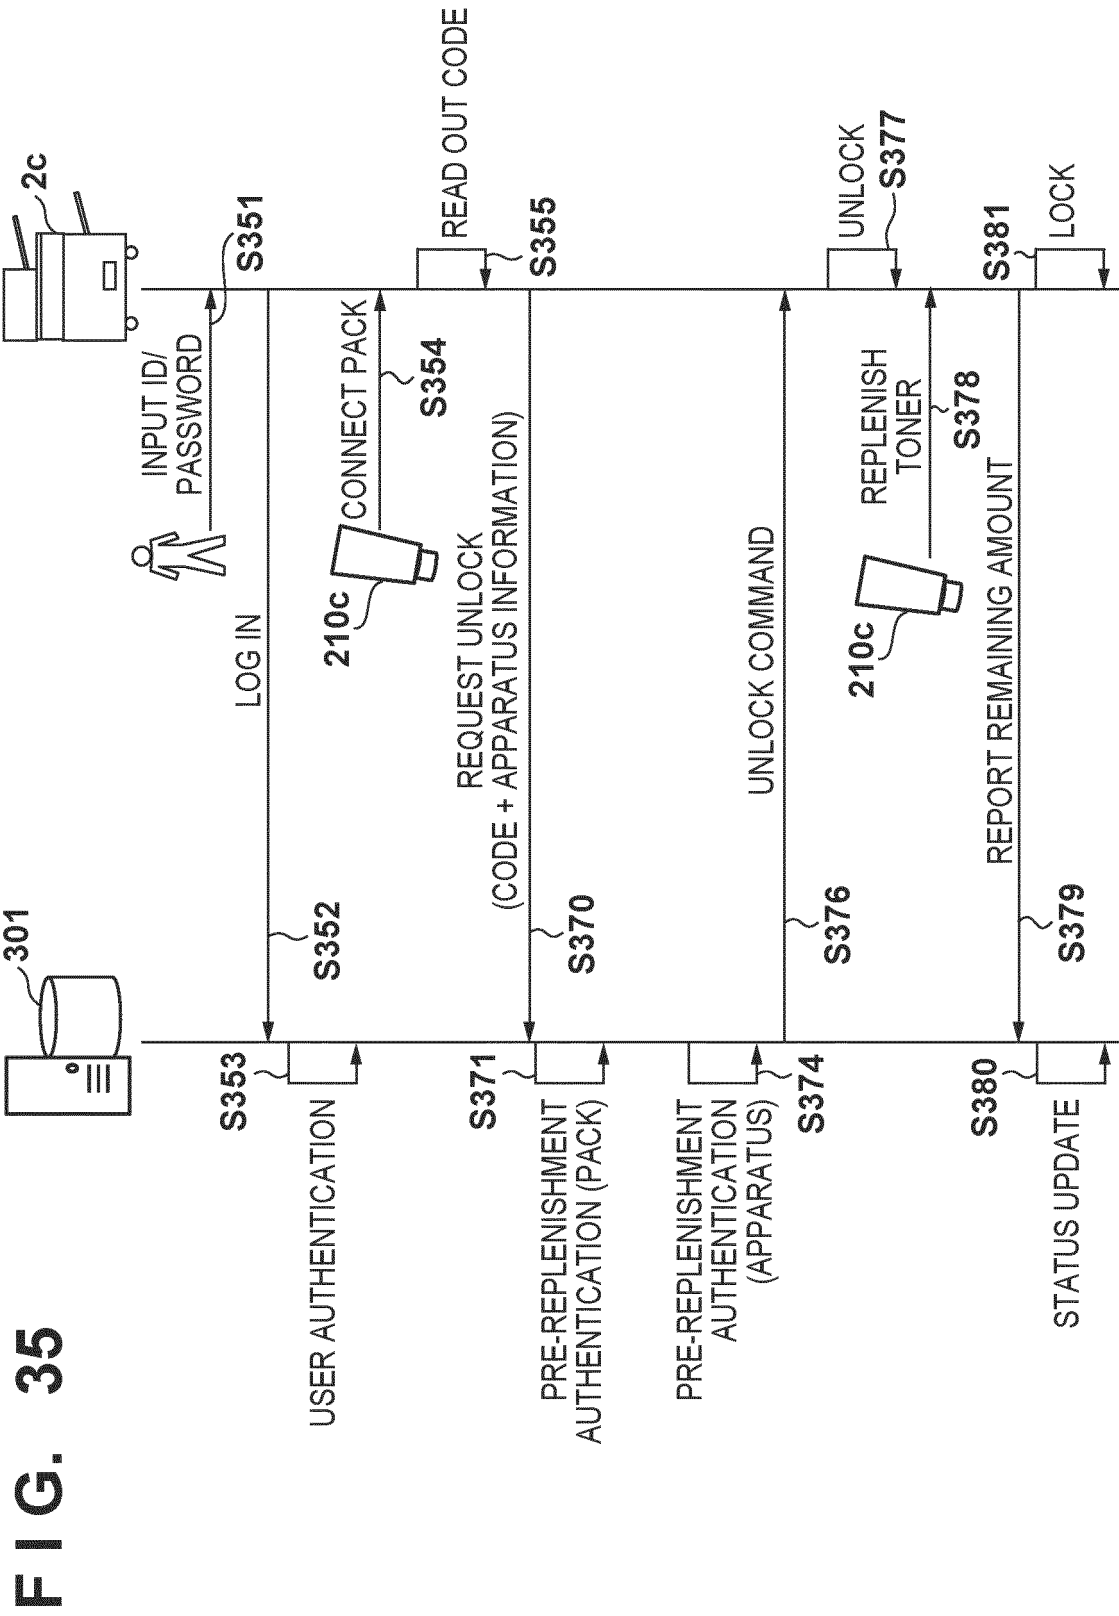 FIG. 35
301
2c
INPUT ID/
PASSWORD
S351
LOG IN
S352
S353
USER AUTHENTICATION
CONNECT PACK
S354
210c
READ OUT CODE
S355
REQUEST UNLOCK
(CODE + APPARATUS INFORMATION)
S370
S371
PRE-REPLENISHMENT
AUTHENTICATION (PACK)
PRE-REPLENISHMENT
AUTHENTICATION
(APPARATUS)
S374
UNLOCK COMMAND
S376
UNLOCK
S377
REPLENISH
TONER
S378
210c
REPORT REMAINING AMOUNT
S379
S380
STATUS UPDATE
S381
LOCK